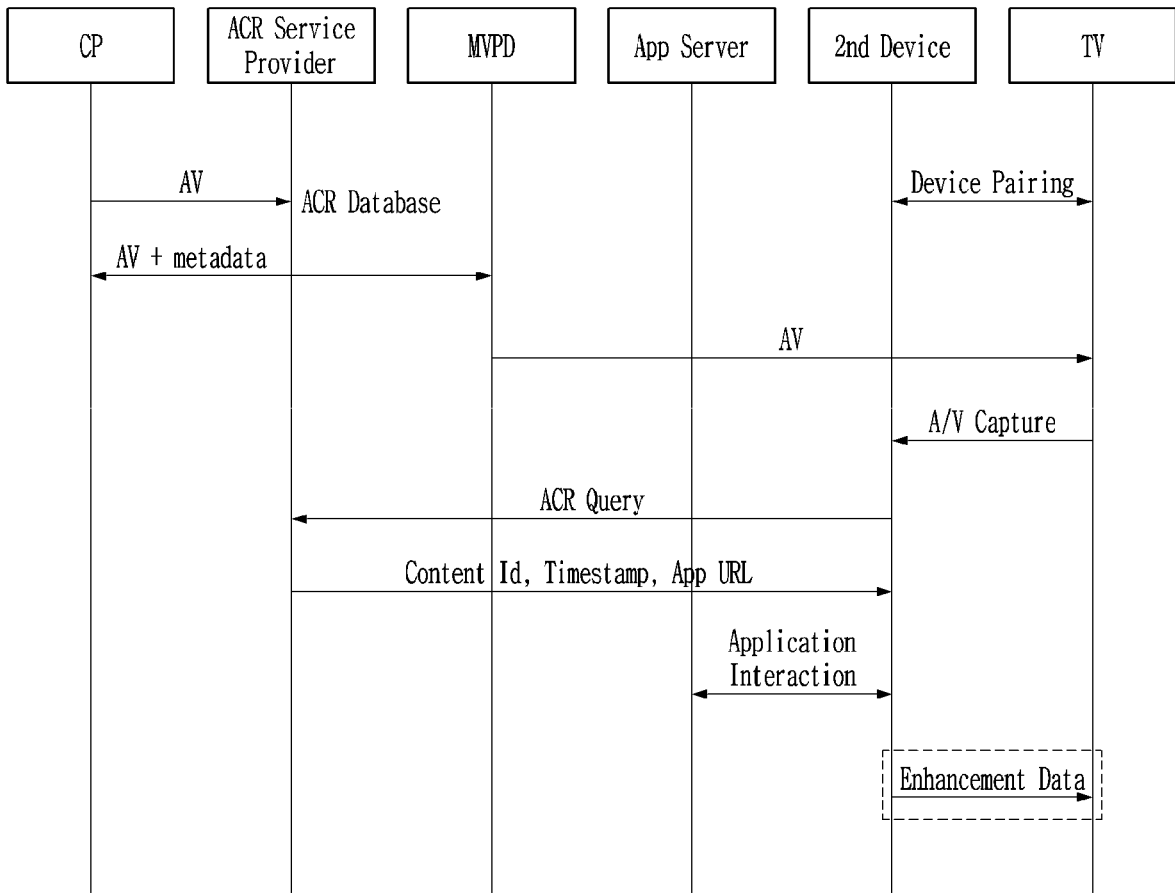 CP
ACR Service
Provider
MVPD
App Server
2nd Device
TV
AV
ACR Database
Device Pairing
AV + metadata
AV
A/V Capture
ACR Query
Content Id, Timestamp, App URL
Application
Interaction
Enhancement Data